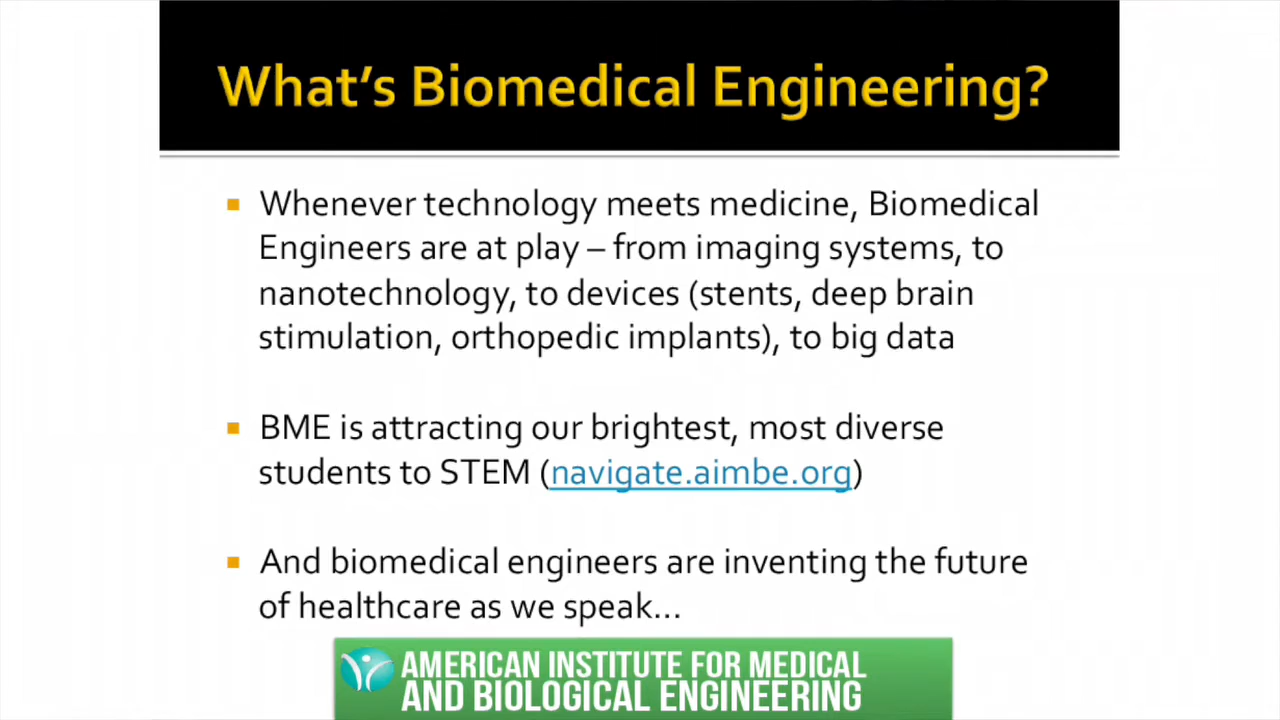 What's Biomedical Engineering?
Whenever technology meets medicine, Biomedical
Engineers are at play – from imaging systems, to
nanotechnology, to devices (stents, deep brain
stimulation, orthopedic implants), to big data
BME is attracting our brightest, most diverse
students to STEM (navigate.aimbe.org)
And biomedical engineers are inventing the future
of healthcare as we speak...
AMERICAN INSTITUTE FOR MEDICAL
AND BIOLOGICAL ENGINEERING